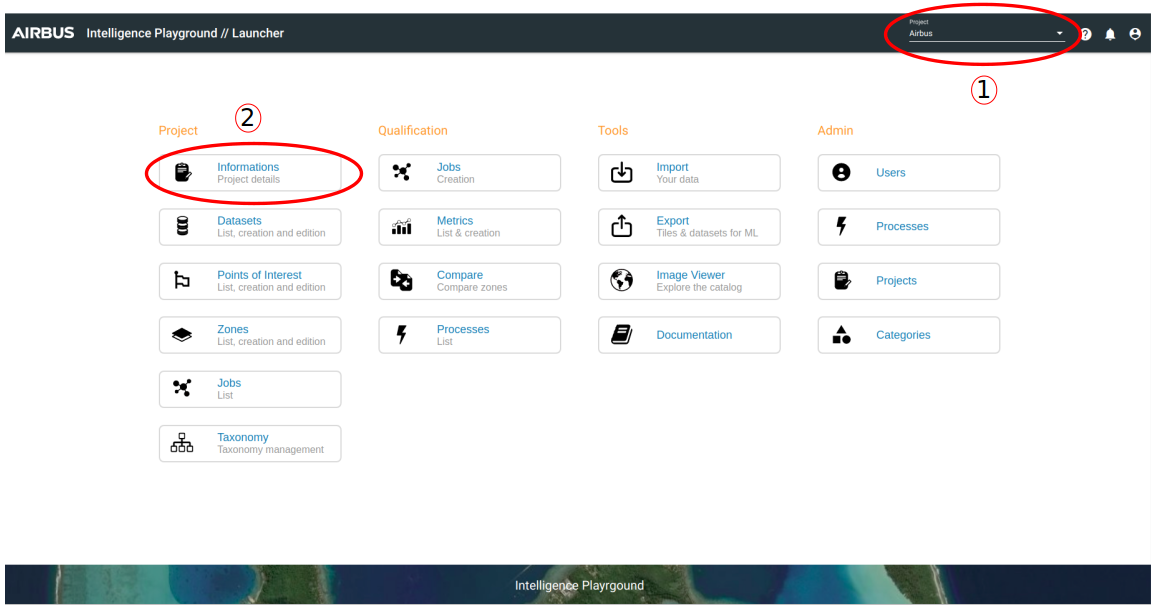 AIRBUS Intelligence Playground // Launcher
Project
Airbus
1
2
Project
Informations
Project details
Datasets
List, creation and edition
Points of Interest
List, creation and edition
Zones
List, creation and edition
Jobs
List
Taxonomy
Taxonomy management
Qualification
Jobs
Creation
Metrics
List & creation
Compare
Compare zones
Processes
List
Tools
Import
Your data
Export
Tiles & datasets for ML
Image Viewer
Explore the catalog
Documentation
Admin
Users
Processes
Projects
Categories
Intelligence Playrgound